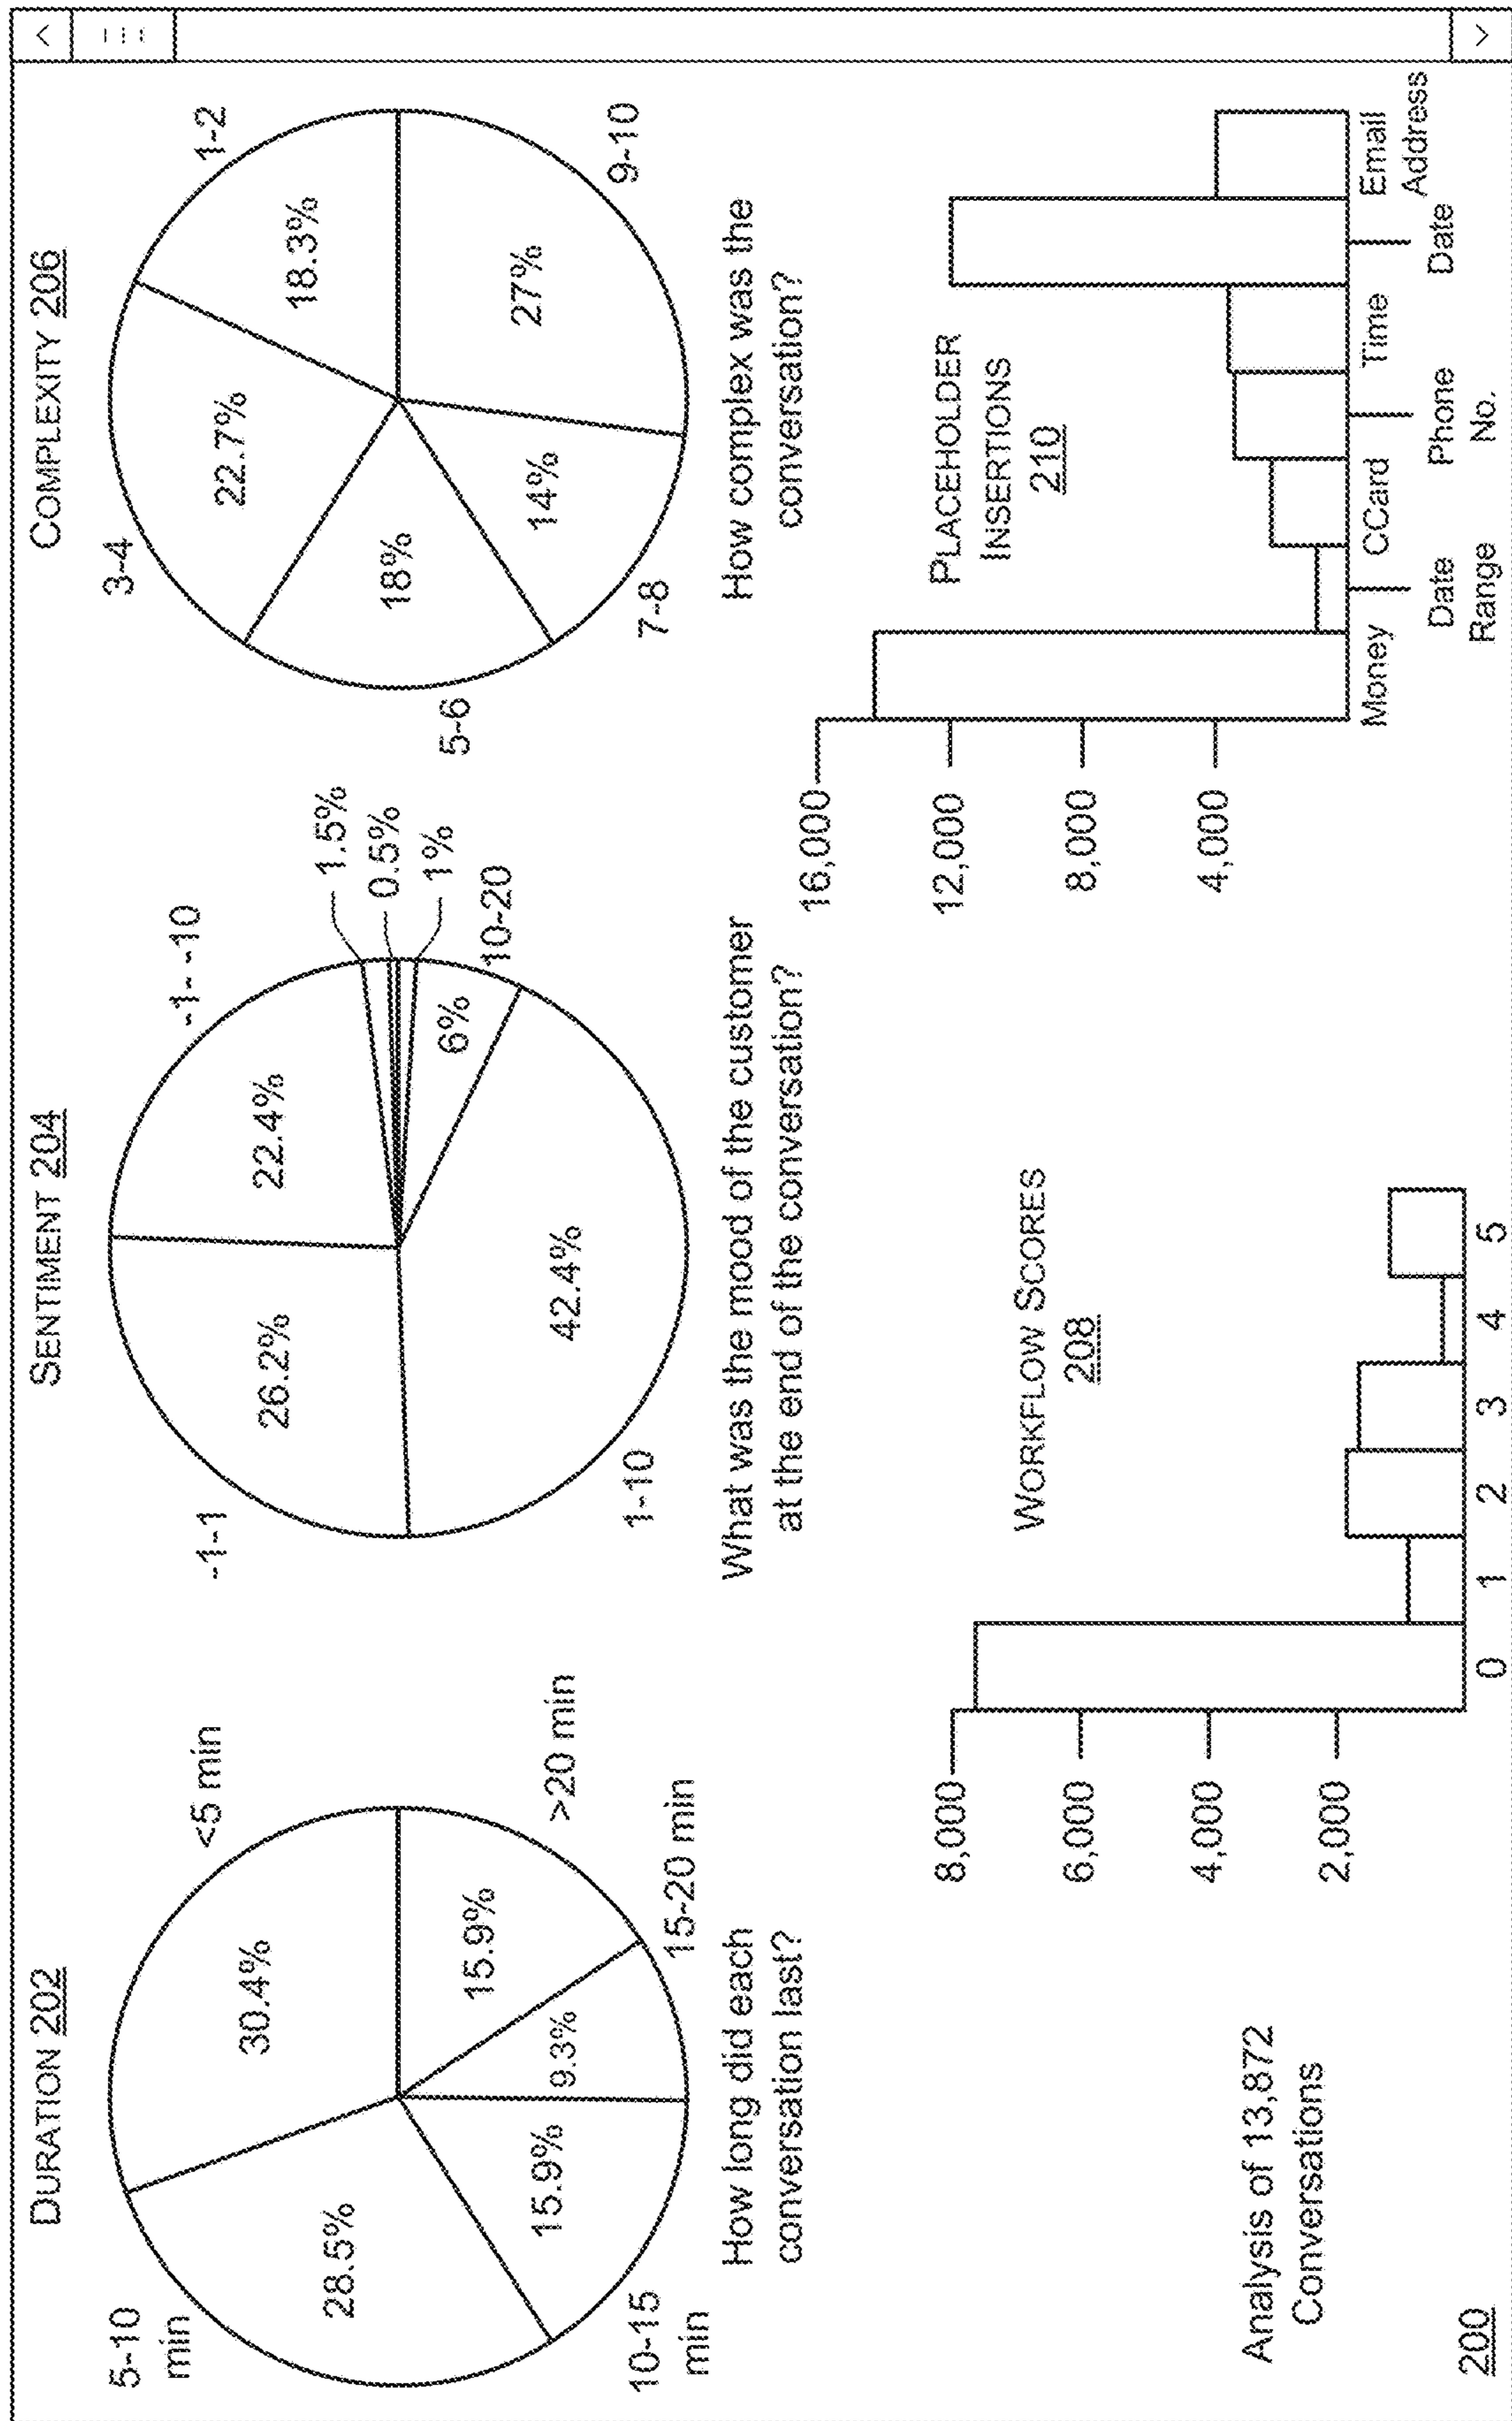 DURATION 202
<5 min
30.4%
5-10
min
28.5%
10-15
min
15.9%
15-20 min
9.3%
>20 min
15.9%
How long did each
conversation last?
SENTIMENT 204
-1- -10
22.4%
-1-1
26.2%
1-10
42.4%
10-20
6%
1.5%
0.5%
1%
What was the mood of the customer
at the end of the conversation?
COMPLEXITY 206
1-2
18.3%
3-4
22.7%
5-6
18%
7-8
14%
9-10
27%
How complex was the
conversation?
Analysis of 13,872
Conversations
WORKFLOW SCORES
208
8,000
6,000
4,000
2,000
0 1 2 3 4 5
PLACEHOLDER
INSERTIONS
210
16,000
12,000
8,000
4,000
Money
Date
Range
CCard
Phone
No.
Time
Date
Email
Address
200